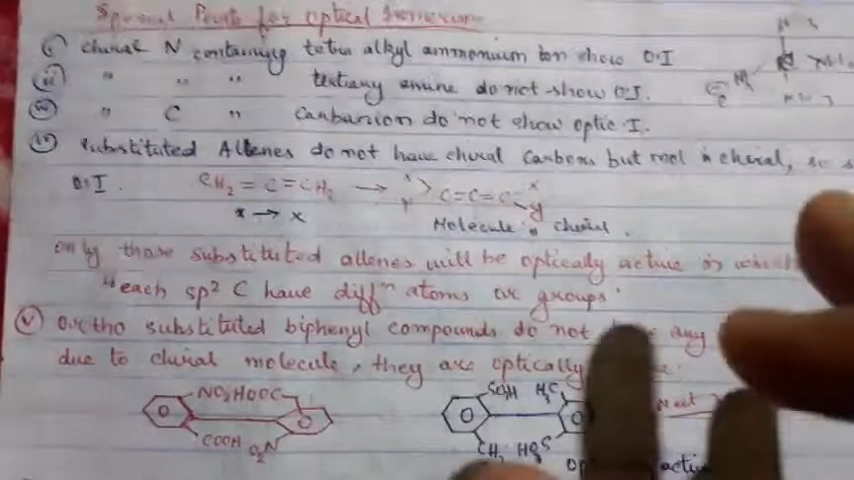 Special Points for Optical Isomerism
(i) chiral N containing tetra alkyl ammonium ion show O.I
(ii) " " " tertiary amine do not show O.I.
(iii) " C " Carbanion do not show optic I.
(iv) substituted Allenes do not have chiral Carbons but mol is chiral, so s
O.I. CH2 = C = CH2 → x y C=C=C x y
x → x Molecule is chiral.
only those substituted allenes will be optically active in which
"each sp2 C have diffn atoms or groups"
(v) Ortho substituted biphenyl compounds do not any
due to chiral molecule, they are optically
NO2 HOOC SO3H H3C
COOH O2N CH3 HO3S